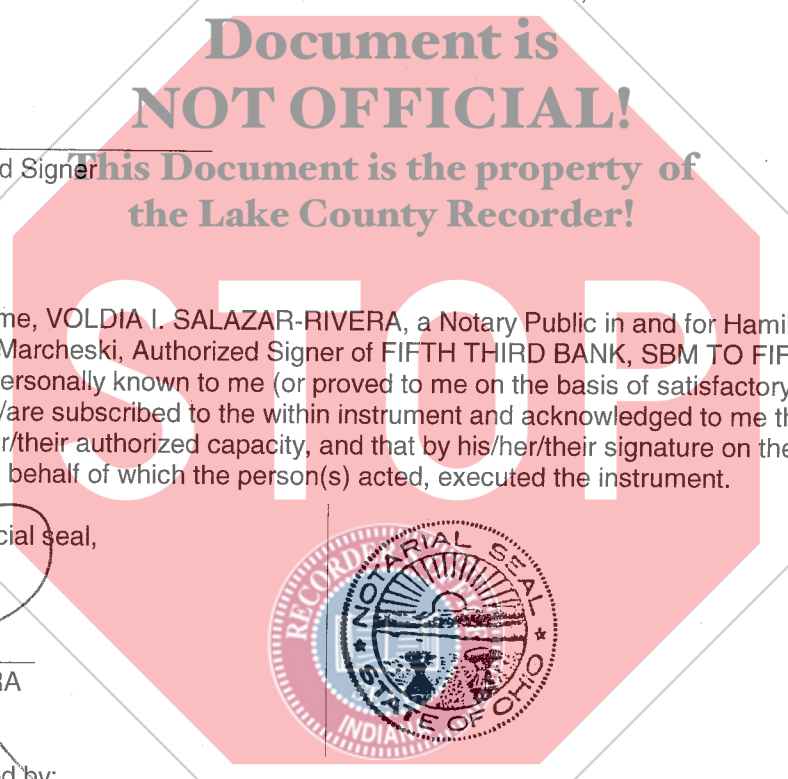 Document is
NOT OFFICIAL!
d Signer
This Document is the property of
the Lake County Recorder!
STOP
me, VOLDIA I. SALAZAR-RIVERA, a Notary Public in and for Hamil
Marcheski, Authorized Signer of FIFTH THIRD BANK, SBM TO FIF
ersonally known to me (or proved to me on the basis of satisfactory
/are subscribed to the within instrument and acknowledged to me th
r/their authorized capacity, and that by his/her/their signature on the
behalf of which the person(s) acted, executed the instrument.
cial seal,
NOTARIAL SEAL
STATE OF OHIO
RECORDER'S
SEAL
INDIANA
RA
d by: